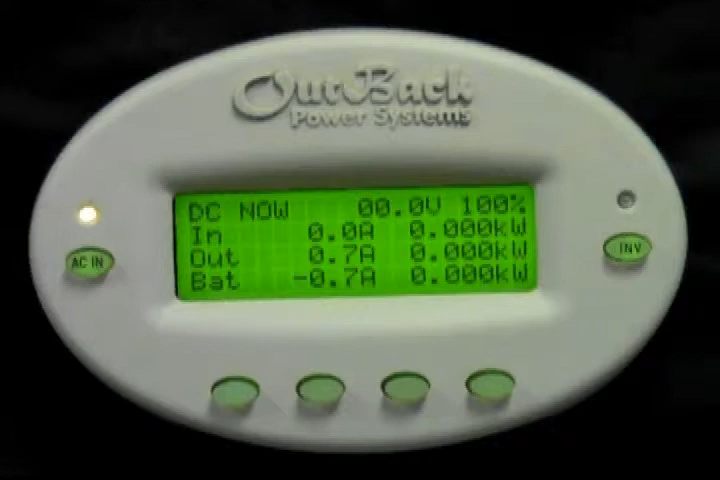 OutBack
Power Systems
DC NOW 00.0V 100%
In 0.0A 0.000kW
Out 0.7A 0.000kW
Bat -0.7A 0.000kW
AC IN
INV